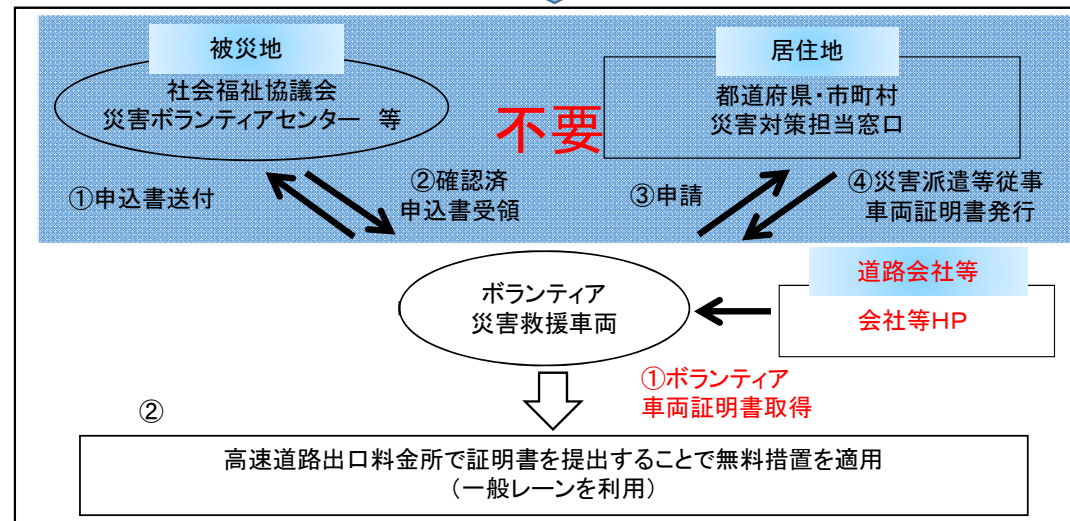 被災地
社会福祉協議会
災害ボランティアセンター 等
不要
居住地
都道府県・市町村
災害対策担当窓口
①申込書送付
②確認済
申込書受領
③申請
④災害派遣等従事
車両証明書発行
ボランティア
災害救援車両
道路会社等
会社等HP
①ボランティア
車両証明書取得
②
高速道路出口料金所で証明書を提出することで無料措置を適用
（一般レーンを利用）